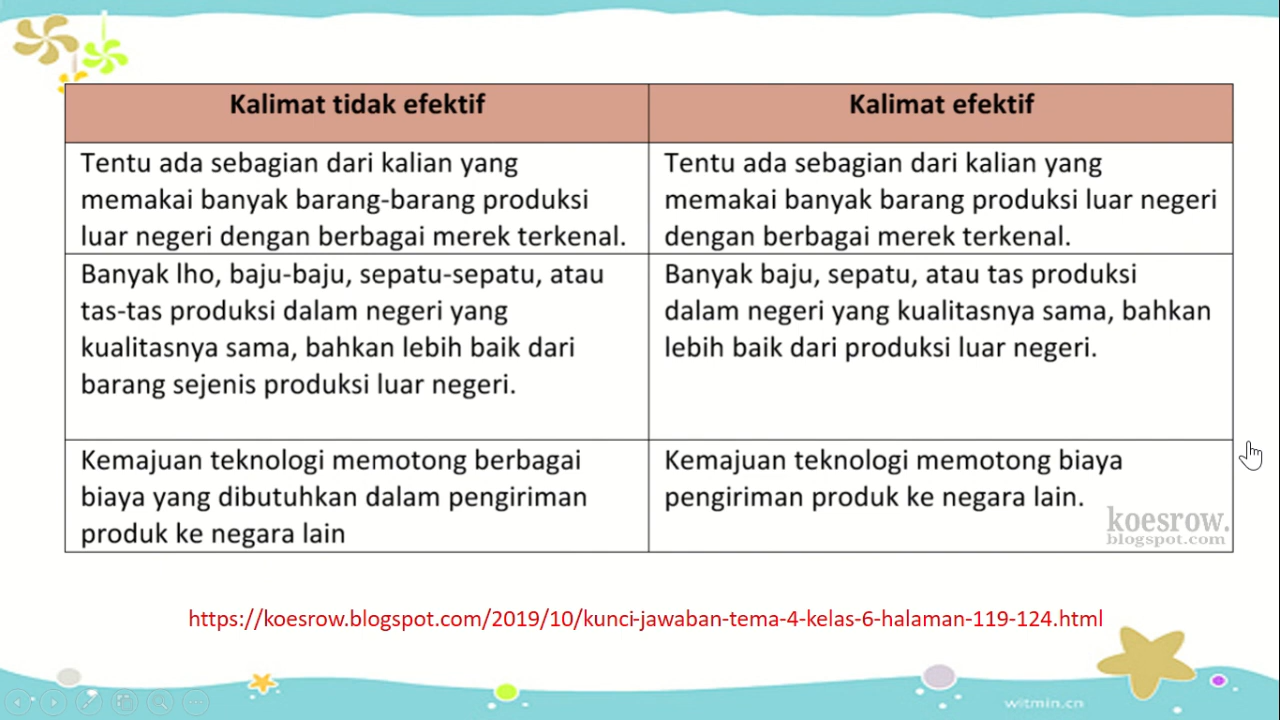 Kalimat tidak efektif
Kalimat efektif
Tentu ada sebagian dari kalian yang
memakai banyak barang-barang produksi
luar negeri dengan berbagai merek terkenal.
Tentu ada sebagian dari kalian yang
memakai banyak barang produksi luar negeri
dengan berbagai merek terkenal.
Banyak lho, baju-baju, sepatu-sepatu, atau
tas-tas produksi dalam negeri yang
kualitasnya sama, bahkan lebih baik dari
barang sejenis produksi luar negeri.
Banyak baju, sepatu, atau tas produksi
dalam negeri yang kualitasnya sama, bahkan
lebih baik dari produksi luar negeri.
Kemajuan teknologi memotong berbagai
biaya yang dibutuhkan dalam pengiriman
produk ke negara lain
Kemajuan teknologi memotong biaya
pengiriman produk ke negara lain.
koesrow.
blogspot.com
https://koesrow.blogspot.com/2019/10/kunci-jawaban-tema-4-kelas-6-halaman-119-124.html
witmin.cn